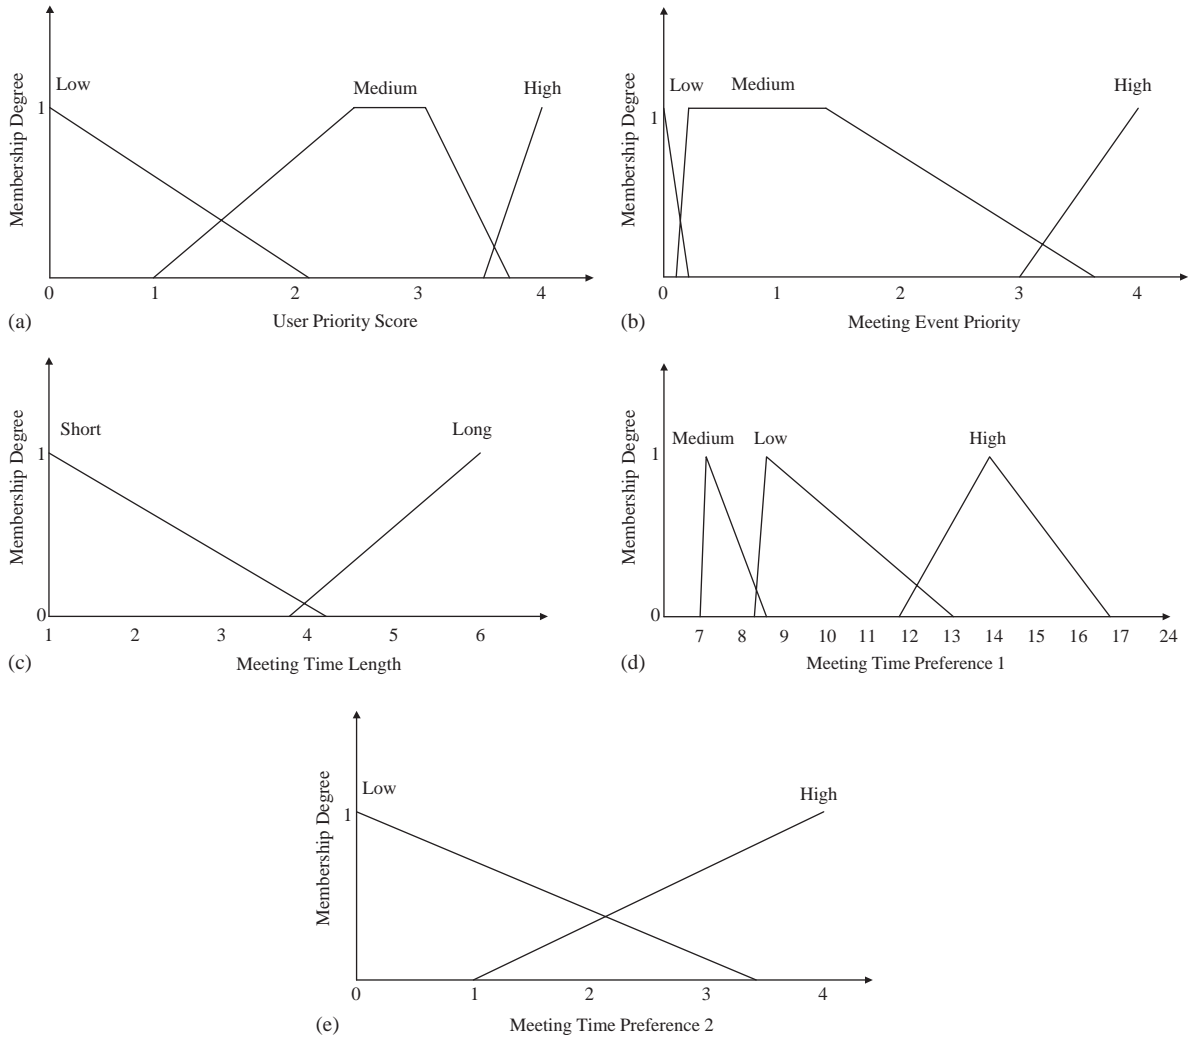 Membership Degree
Low
Medium
High
1
0 1 2 3 4
(a)
User Priority Score
Membership Degree
Low
Medium
High
1
0 1 2 3 4
(b)
Meeting Event Priority
Membership Degree
Short
Long
1
0
1 2 3 4 5 6
(c)
Meeting Time Length
Membership Degree
Medium
Low
High
1
0
7 8 9 10 11 12 13 14 15 16 17 24
(d)
Meeting Time Preference 1
Membership Degree
Low
High
1
0 1 2 3 4
(e)
Meeting Time Preference 2